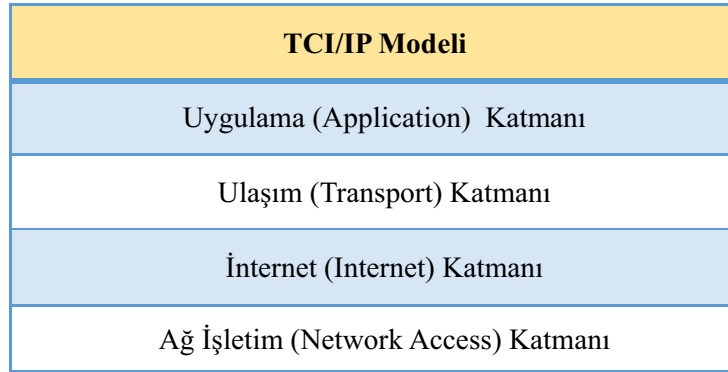 TCI/IP Modeli
Uygulama (Application) Katmanı
Ulaşım (Transport) Katmanı
İnternet (Internet) Katmanı
Ağ İşletim (Network Access) Katmanı